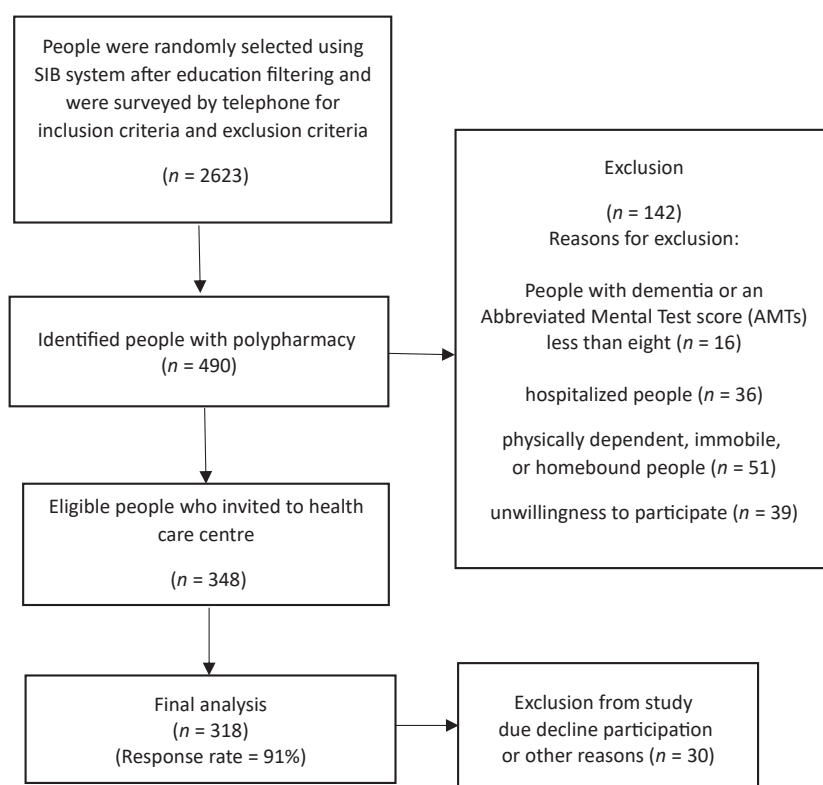 People were randomly selected using
SIB system after education filtering and
were surveyed by telephone for
inclusion criteria and exclusion criteria
(n = 2623)
Identified people with polypharmacy
(n = 490)
Exclusion
(n = 142)
Reasons for exclusion:
People with dementia or an
Abbreviated Mental Test score (AMTs)
less than eight (n = 16)
hospitalized people (n = 36)
physically dependent, immobile,
or homebound people (n = 51)
unwillingness to participate (n = 39)
Eligible people who invited to health
care centre
(n = 348)
Final analysis
(n = 318)
(Response rate = 91%)
Exclusion from study
due decline participation
or other reasons (n = 30)